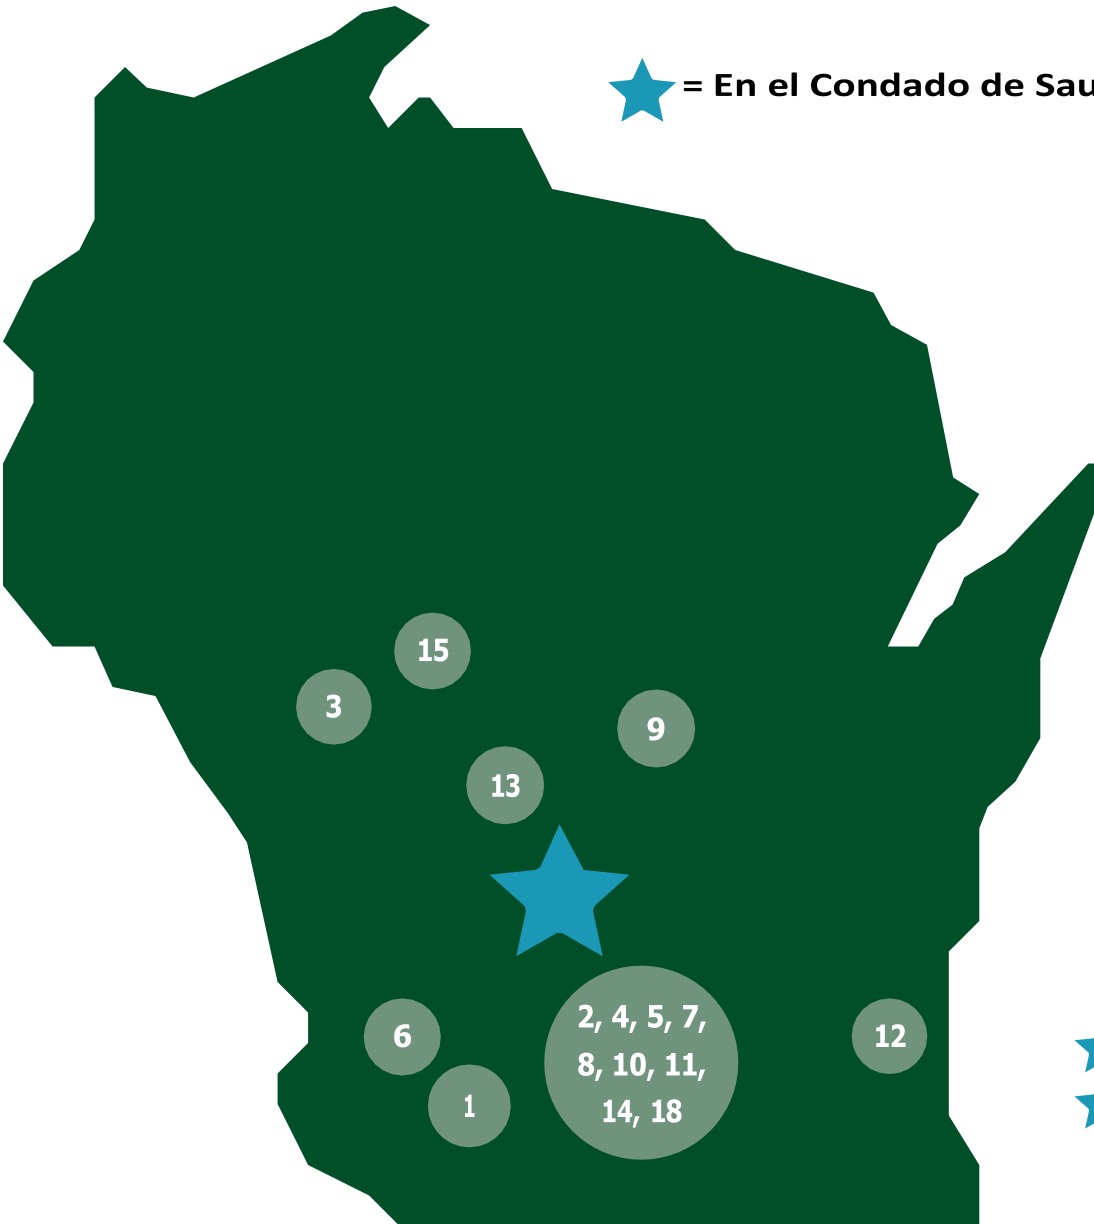 = En el Condado de Sau
15
3
9
13
2, 4, 5, 7,
8, 10, 11,
14, 18
6
12
1